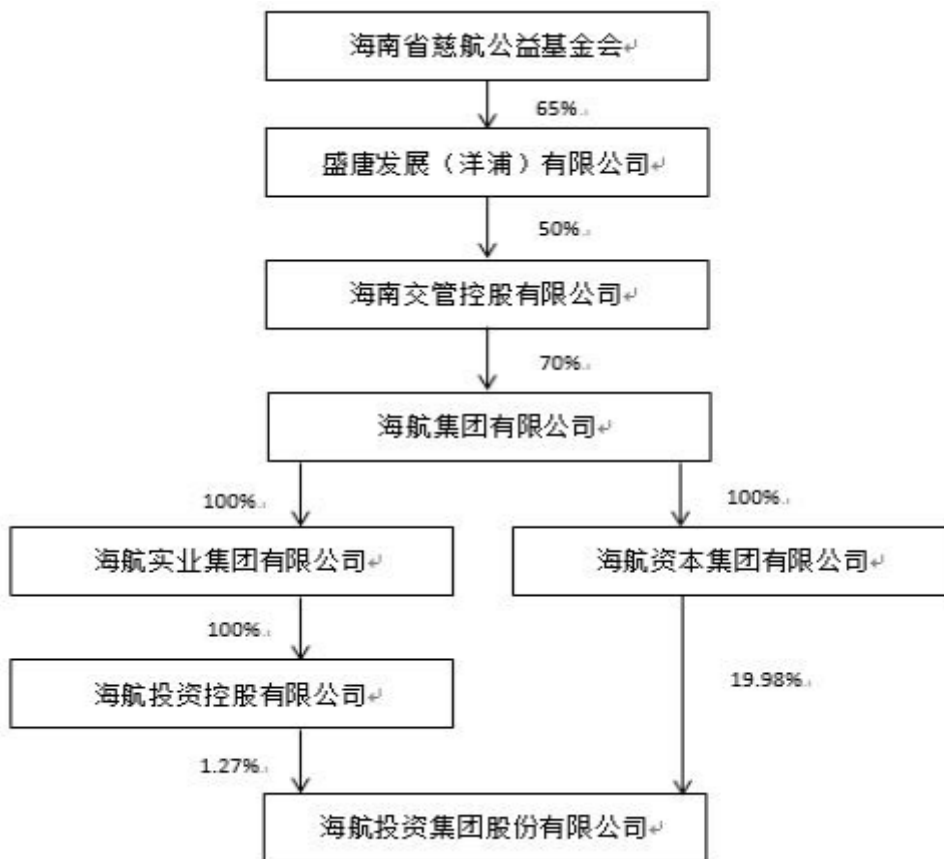 海南省慈航公益基金会
65%
盛唐发展（洋浦）有限公司
50%
海南交管控股有限公司
70%
海航集团有限公司
100%
100%
海航实业集团有限公司
海航资本集团有限公司
100%
海航投资控股有限公司
19.98%
1.27%
海航投资集团股份有限公司